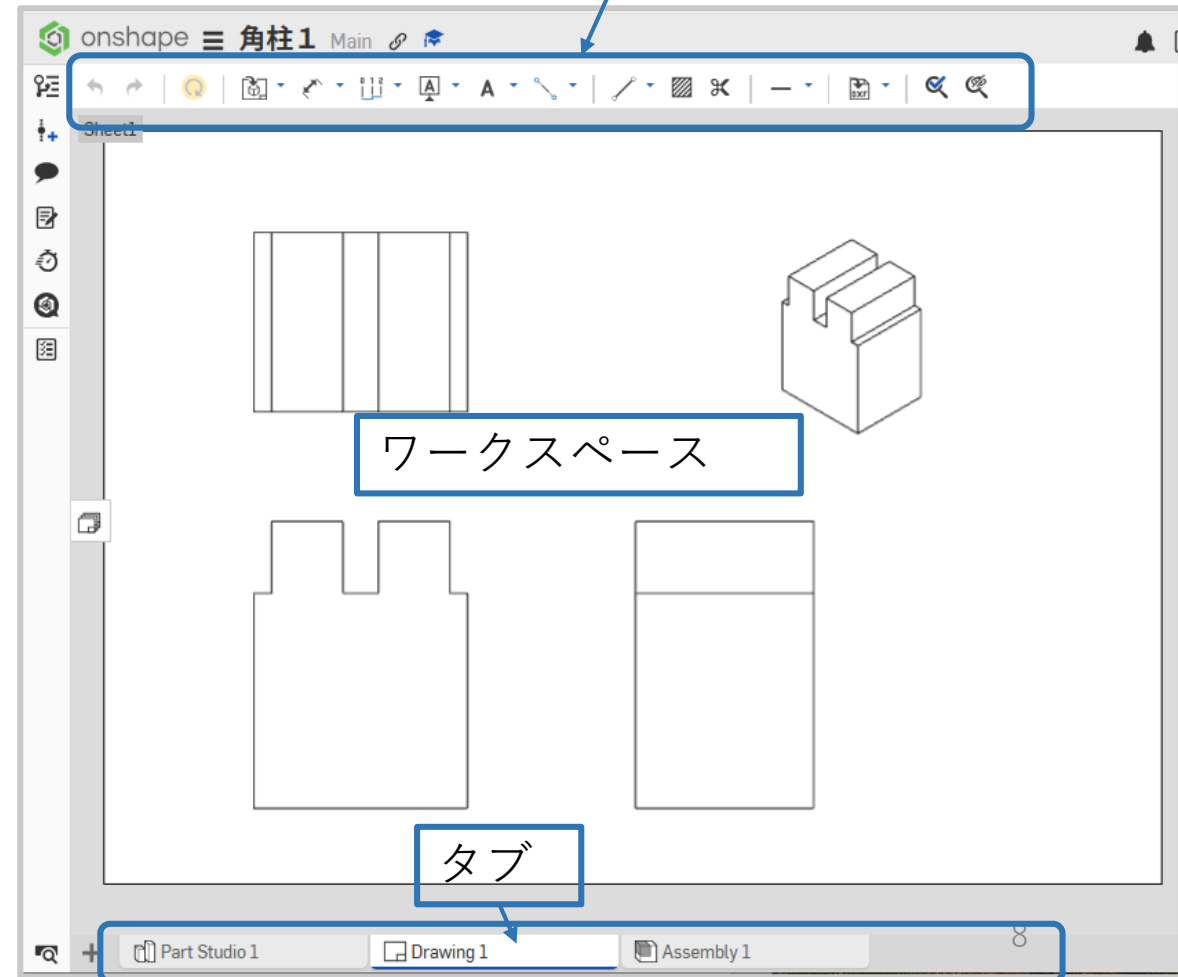 onshape 角柱１ Main
A A
DXF
Sheet1
ワークスペース
タブ
Part Studio 1 Drawing 1 Assembly 1
8